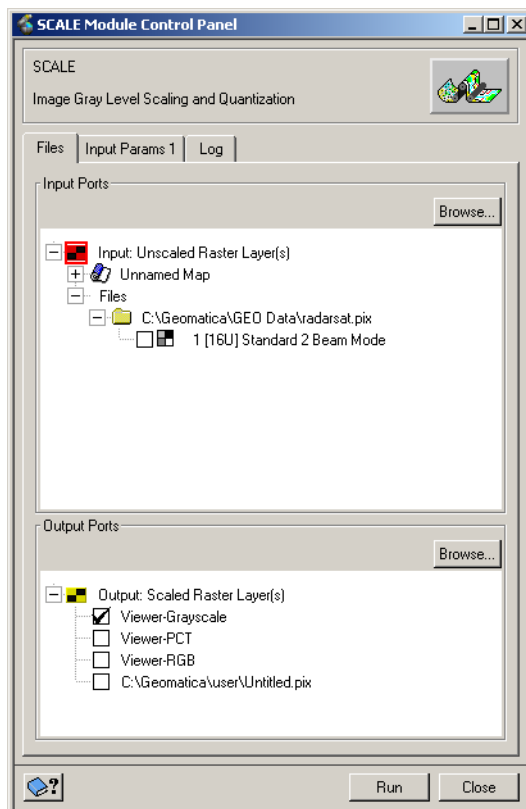 SCALE Module Control Panel
SCALE
Image Gray Level Scaling and Quantization
Files Input Params 1 Log
Input Ports
Browse...
Input: Unscaled Raster Layer(s)
Unnamed Map
Files
C:\Geomatica\GEO Data\radarsat.pix
1 [16U] Standard 2 Beam Mode
Output Ports
Browse...
Output: Scaled Raster Layer(s)
Viewer-Grayscale
Viewer-PCT
Viewer-RGB
C:\Geomatica\user\Untitled.pix
? Run Close